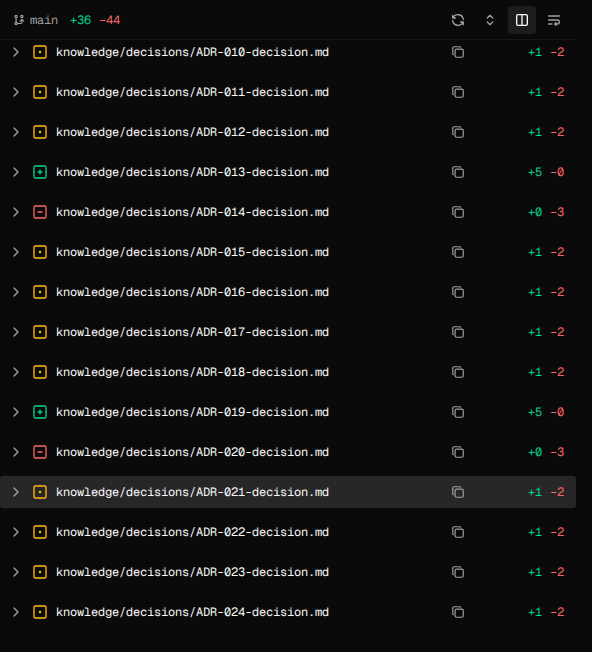 main +36 −44
knowledge/decisions/ADR-010-decision.md +1 −2
knowledge/decisions/ADR-011-decision.md +1 −2
knowledge/decisions/ADR-012-decision.md +1 −2
knowledge/decisions/ADR-013-decision.md +5 −0
knowledge/decisions/ADR-014-decision.md +0 −3
knowledge/decisions/ADR-015-decision.md +1 −2
knowledge/decisions/ADR-016-decision.md +1 −2
knowledge/decisions/ADR-017-decision.md +1 −2
knowledge/decisions/ADR-018-decision.md +1 −2
knowledge/decisions/ADR-019-decision.md +5 −0
knowledge/decisions/ADR-020-decision.md +0 −3
knowledge/decisions/ADR-021-decision.md +1 −2
knowledge/decisions/ADR-022-decision.md +1 −2
knowledge/decisions/ADR-023-decision.md +1 −2
knowledge/decisions/ADR-024-decision.md +1 −2